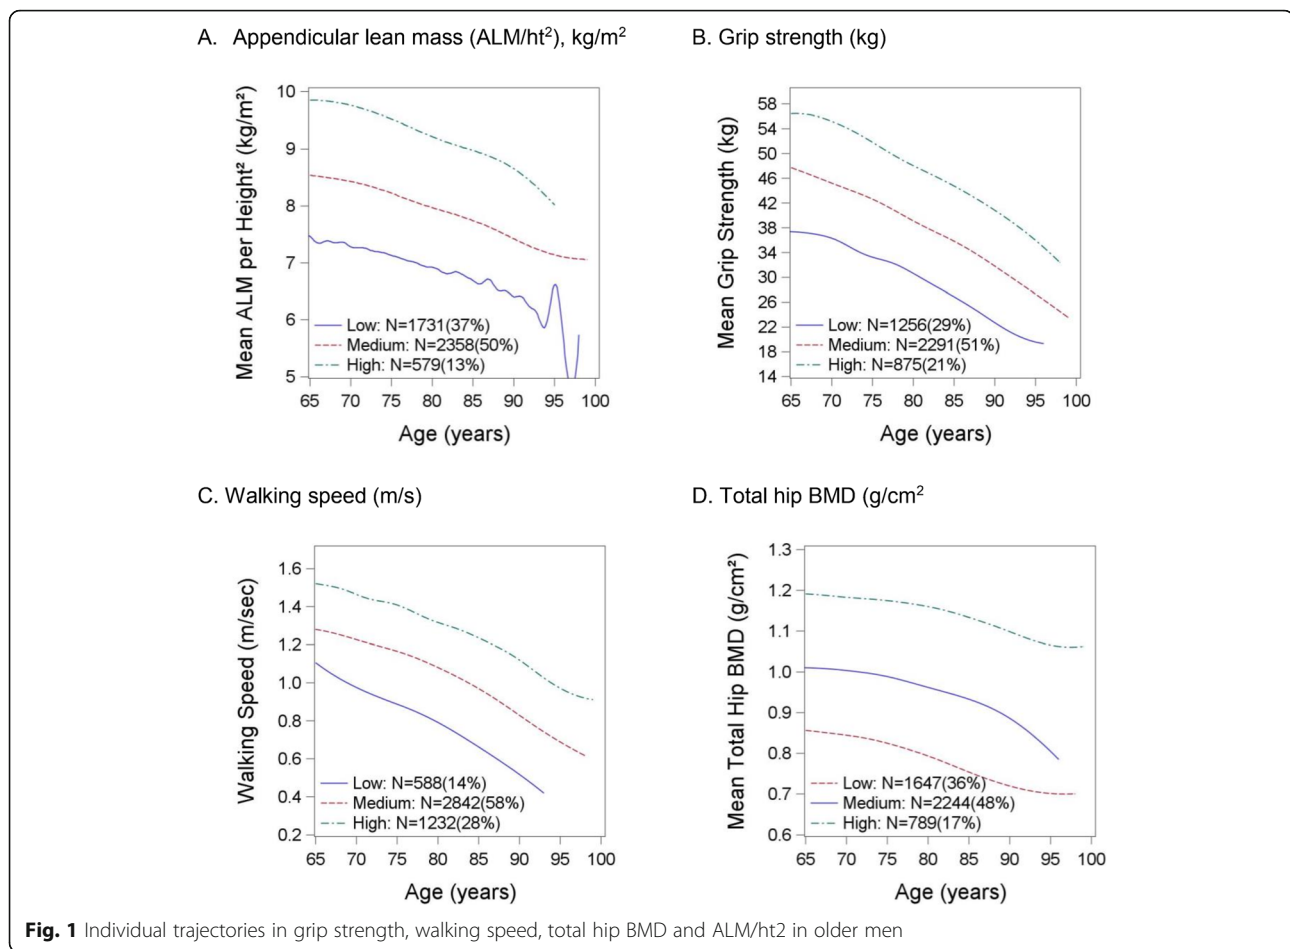 A. Appendicular lean mass (ALM/ht²), kg/m²
Mean ALM per Height² (kg/m²)
10
9
8
7
6
5
Low: N=1731(37%)
Medium: N=2358(50%)
High: N=579(13%)
65 70 75 80 85 90 95 100
Age (years)
B. Grip strength (kg)
Mean Grip Strength (kg)
58
54
50
46
42
38
34
30
26
22
18
14
Low: N=1256(29%)
Medium: N=2291(51%)
High: N=875(21%)
65 70 75 80 85 90 95 100
Age (years)
C. Walking speed (m/s)
Walking Speed (m/sec)
1.6
1.4
1.2
1.0
0.8
0.6
0.4
0.2
Low: N=588(14%)
Medium: N=2842(58%)
High: N=1232(28%)
65 70 75 80 85 90 95 100
Age (years)
D. Total hip BMD (g/cm²
Mean Total Hip BMD (g/cm²)
1.3
1.2
1.1
1.0
0.9
0.8
0.7
0.6
Low: N=1647(36%)
Medium: N=2244(48%)
High: N=789(17%)
65 70 75 80 85 90 95 100
Age (years)
Fig. 1 Individual trajectories in grip strength, walking speed, total hip BMD and ALM/ht2 in older men